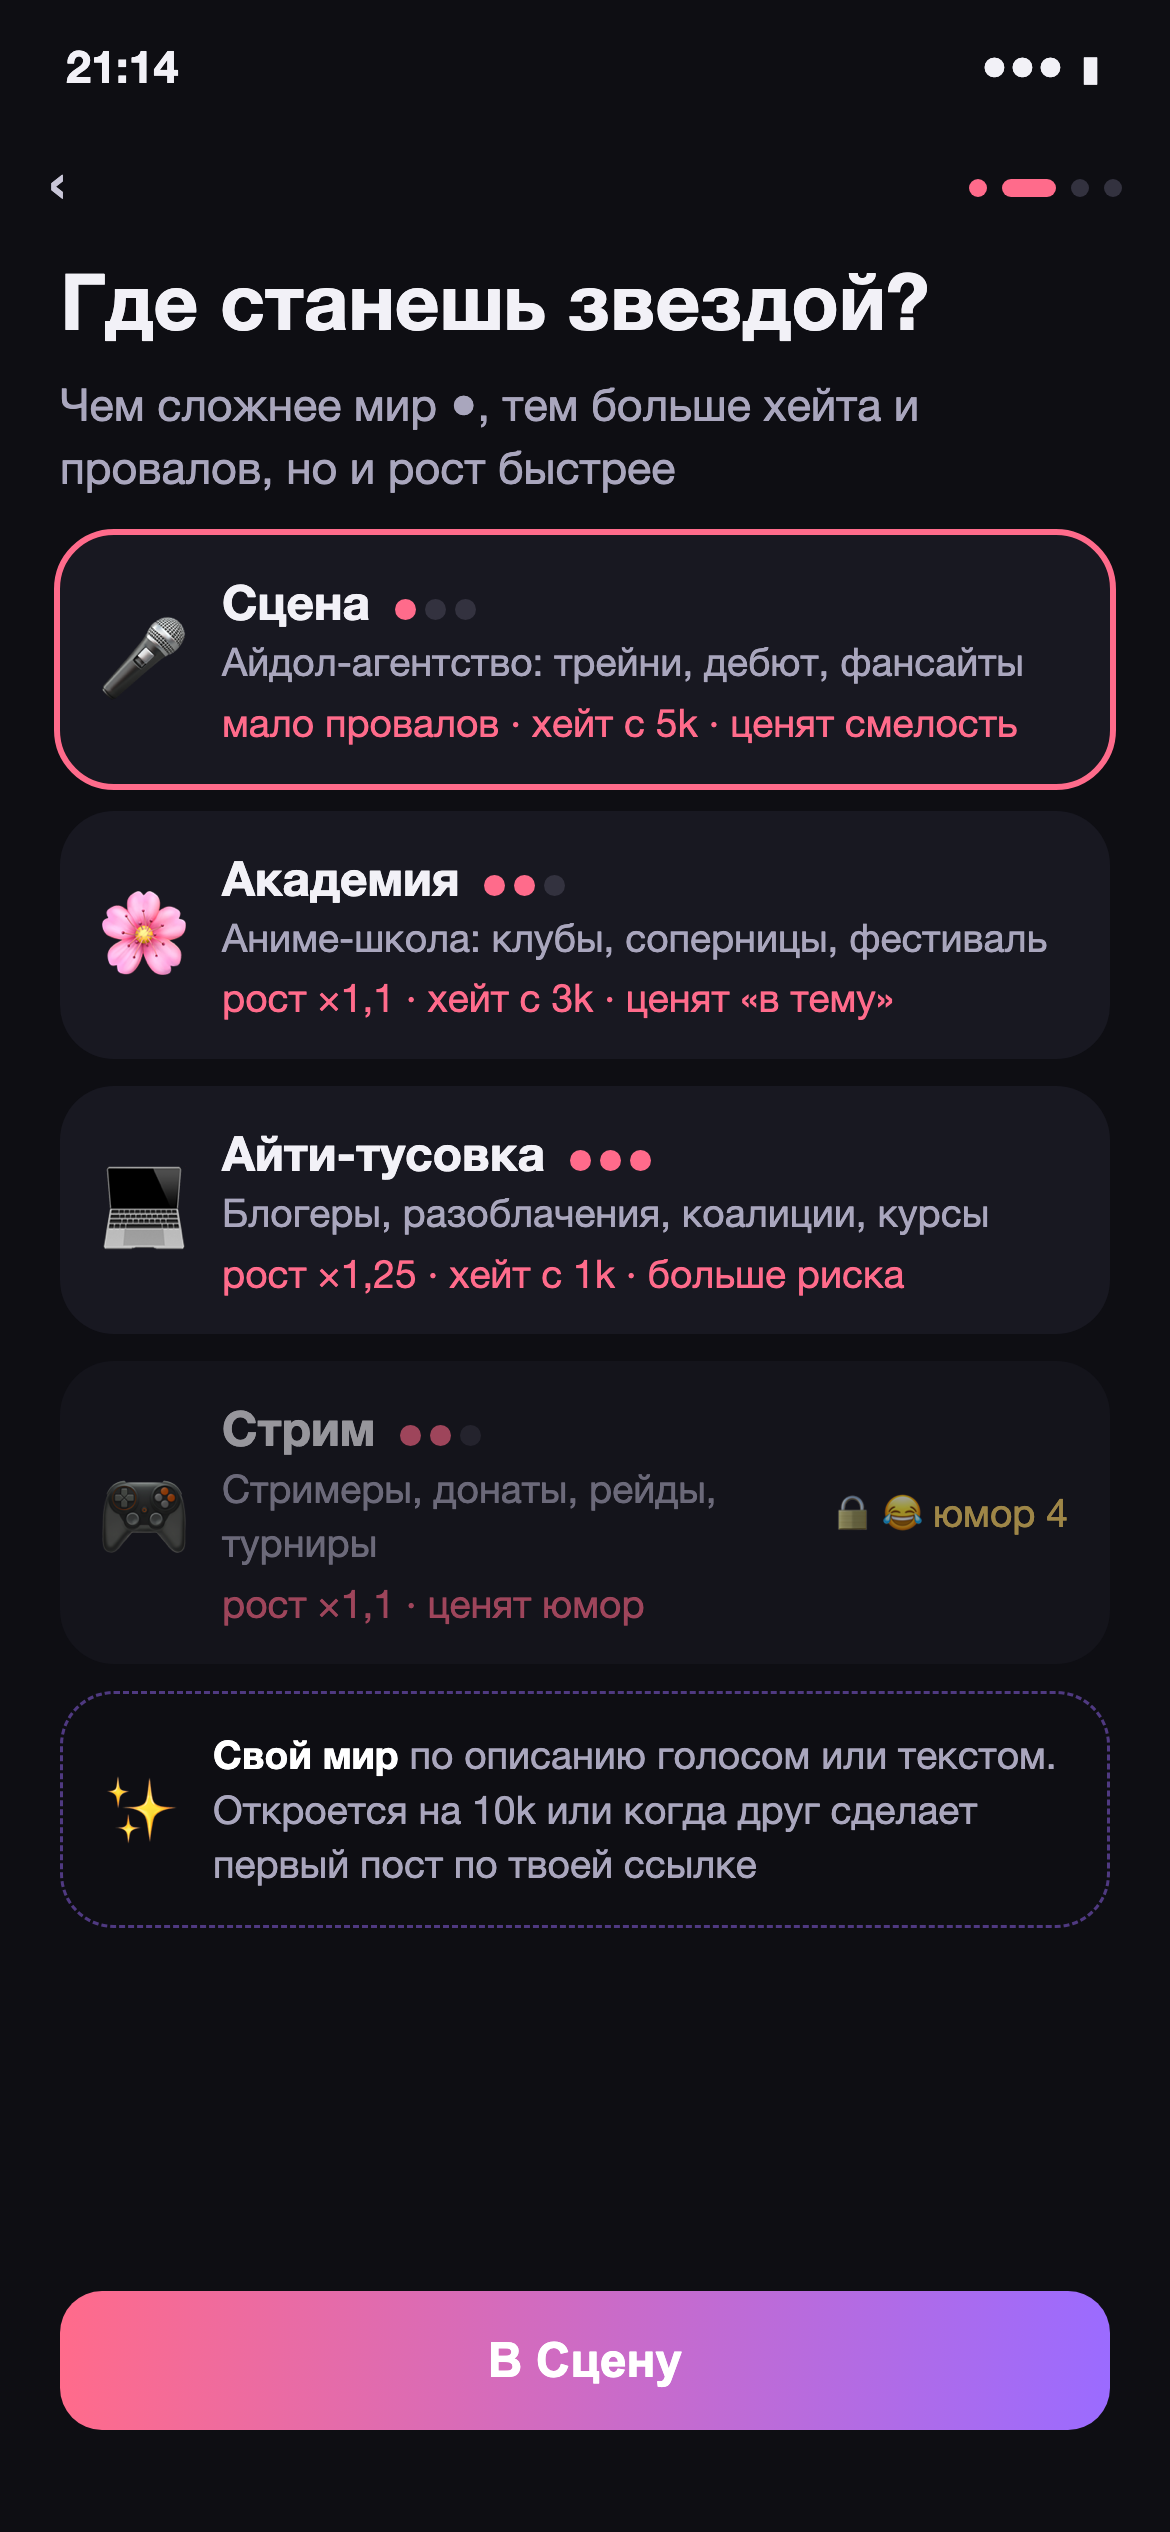 21:14
Где станешь звездой?
Чем сложнее мир ●, тем больше хейта и
провалов, но и рост быстрее
Сцена
Айдол-агентство: трейни, дебют, фансайты
мало провалов · хейт с 5k · ценят смелость
Академия
Аниме-школа: клубы, соперницы, фестиваль
рост ×1,1 · хейт с 3k · ценят «в тему»
Айти-тусовка
Блогеры, разоблачения, коалиции, курсы
рост ×1,25 · хейт с 1k · больше риска
Стрим
Стримеры, донаты, рейды,
турниры
рост ×1,1 · ценят юмор
🔒 😂 юмор 4
Свой мир по описанию голосом или текстом.
Откроется на 10k или когда друг сделает
первый пост по твоей ссылке
В Сцену